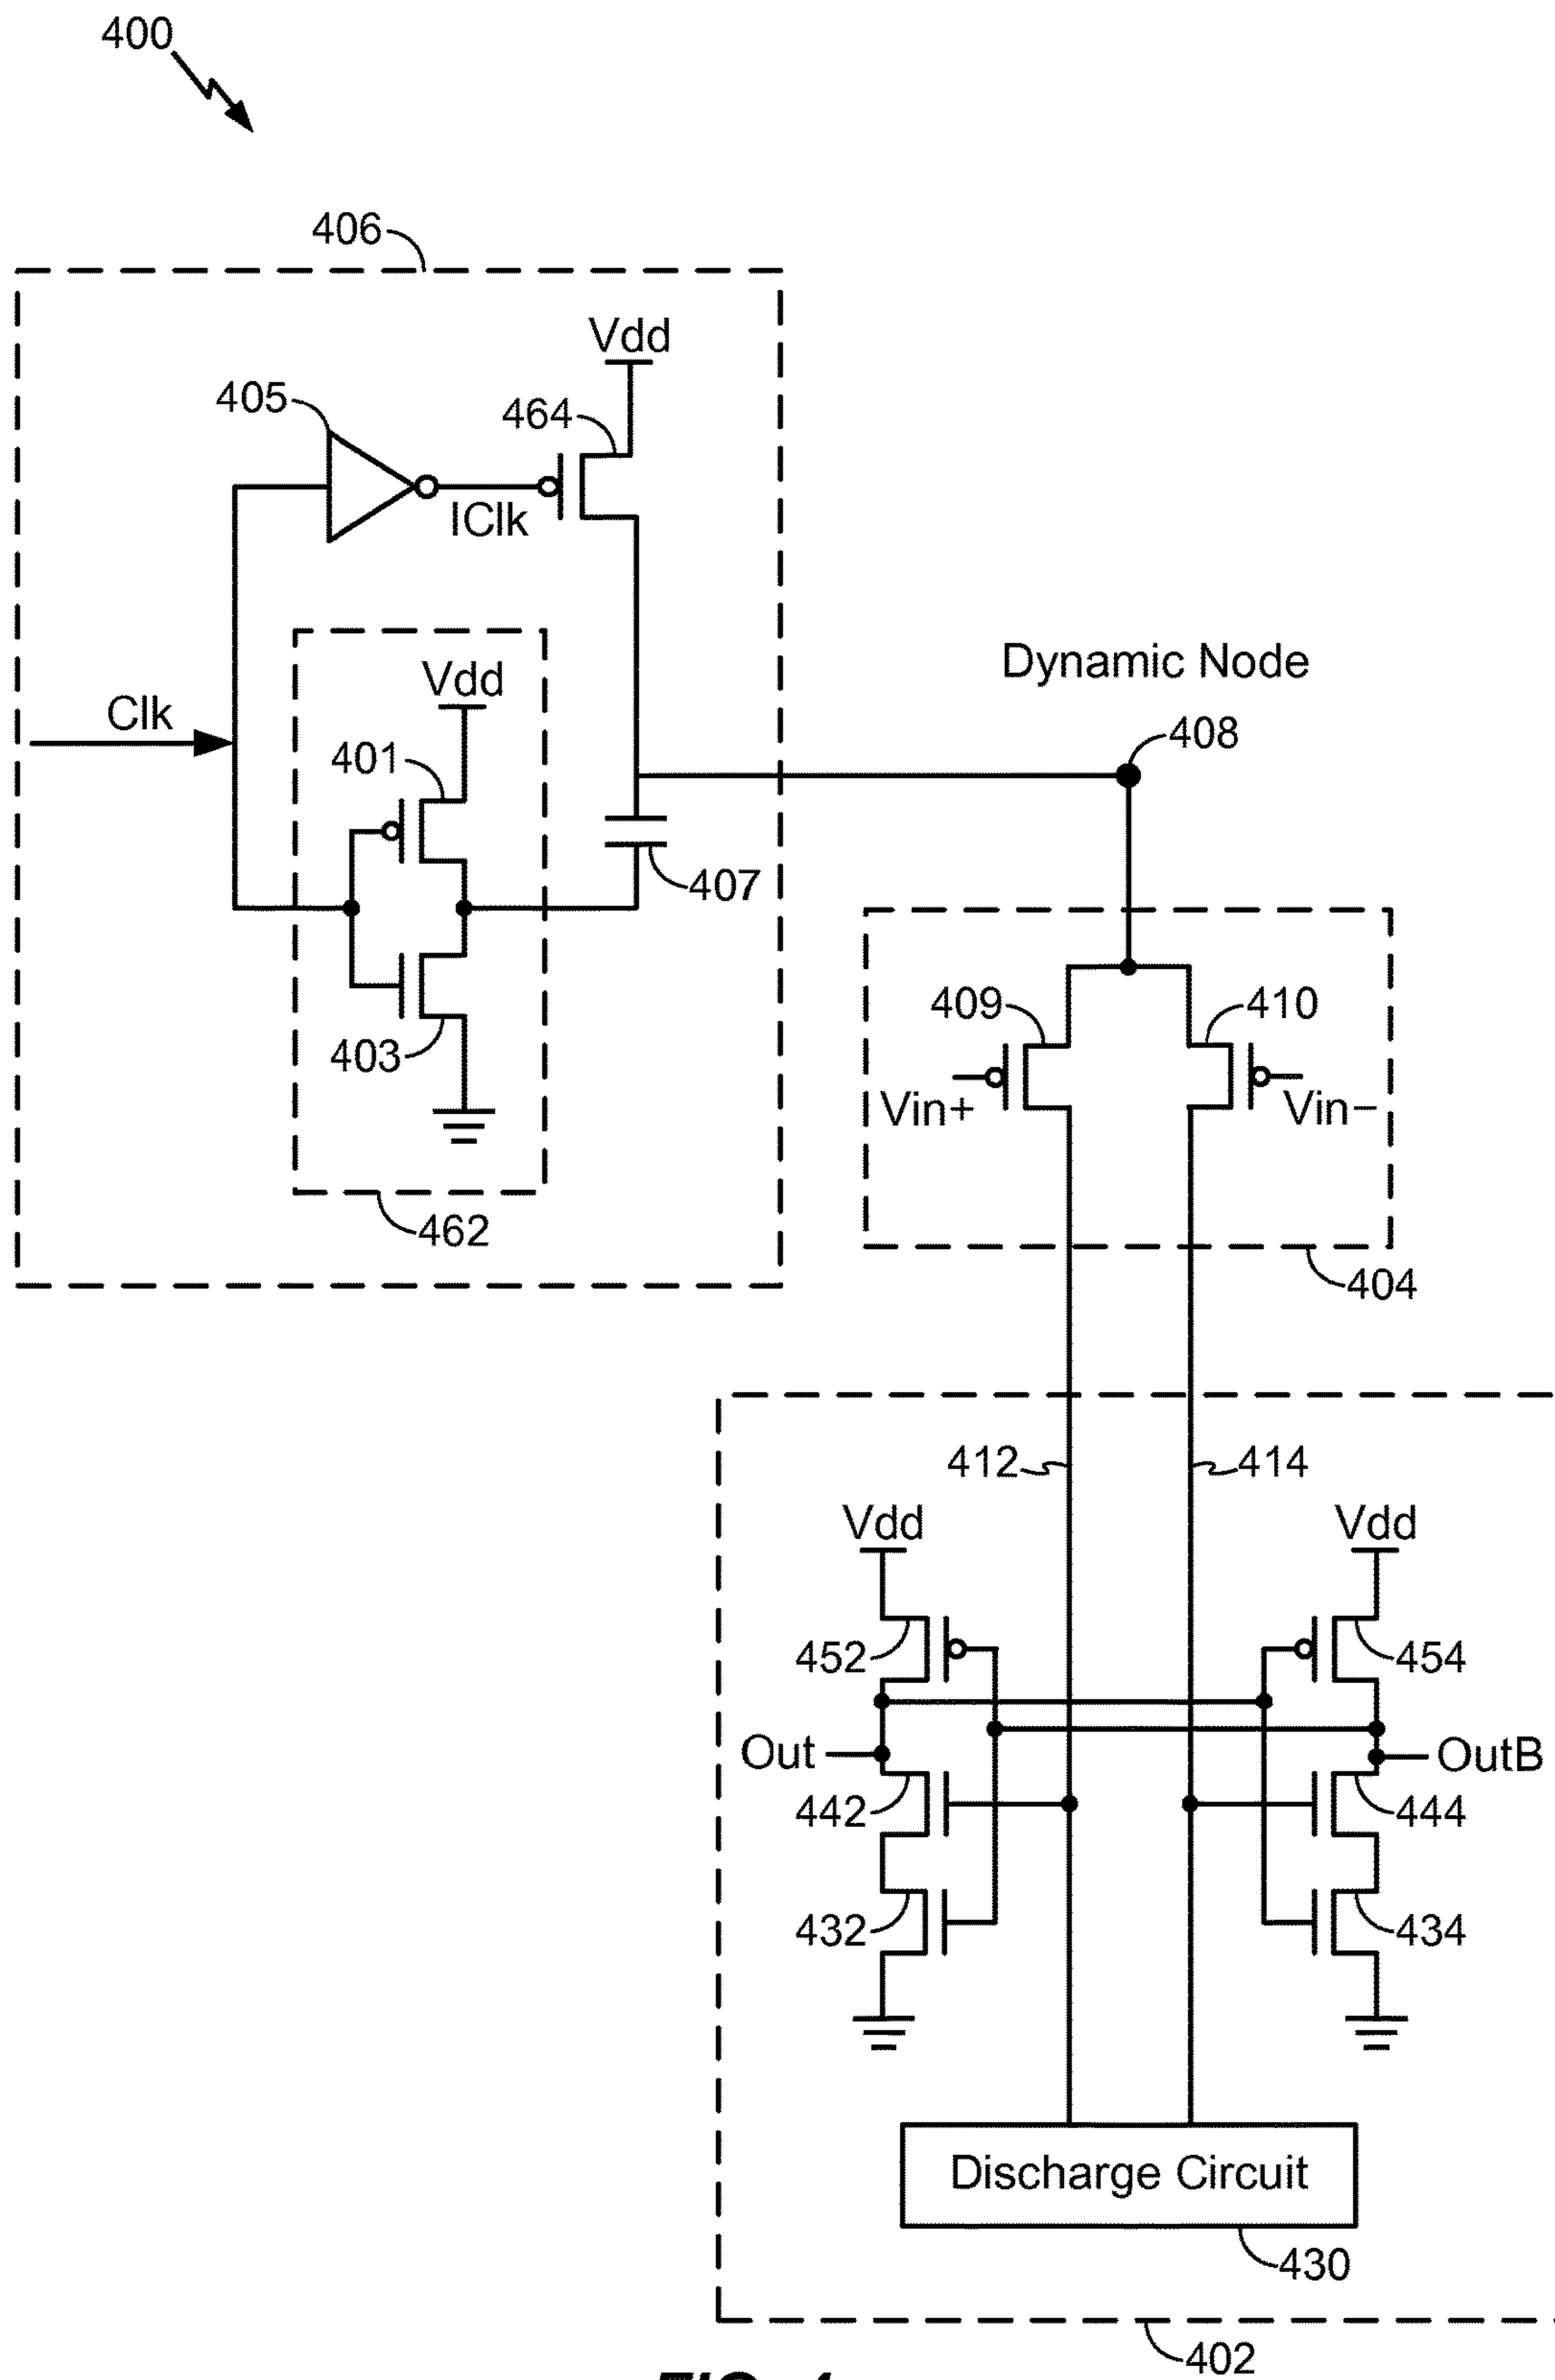 400
406
Vdd
405
464
IClk
Vdd
Dynamic Node
Clk
401
408
407
403
409
410
Vin+
Vin−
462
404
412
414
Vdd
Vdd
452
454
Out
OutB
442
444
432
434
Discharge Circuit
430
402